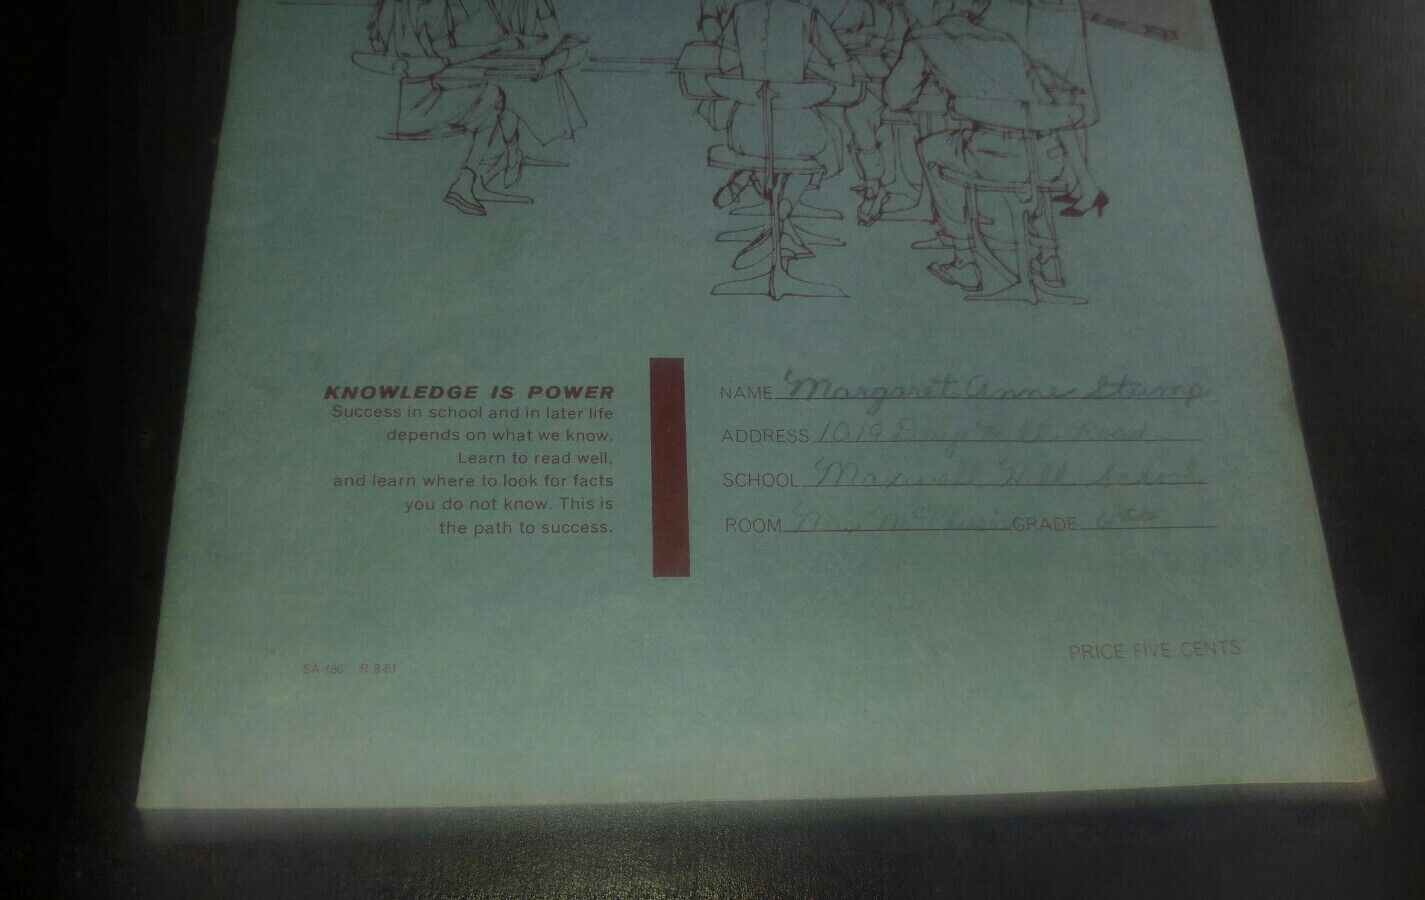 KNOWLEDGE IS POWER
Success in school and in later life
depends on what we know.
Learn to read well,
and learn where to look for facts
you do not know. This is
the path to success.
NAME Margaret Anne Stump
ADDRESS 1019 Road
SCHOOL Maxwell Hill School
ROOM GRADE 6th
SA-186 R 8-61
PRICE FIVE CENTS